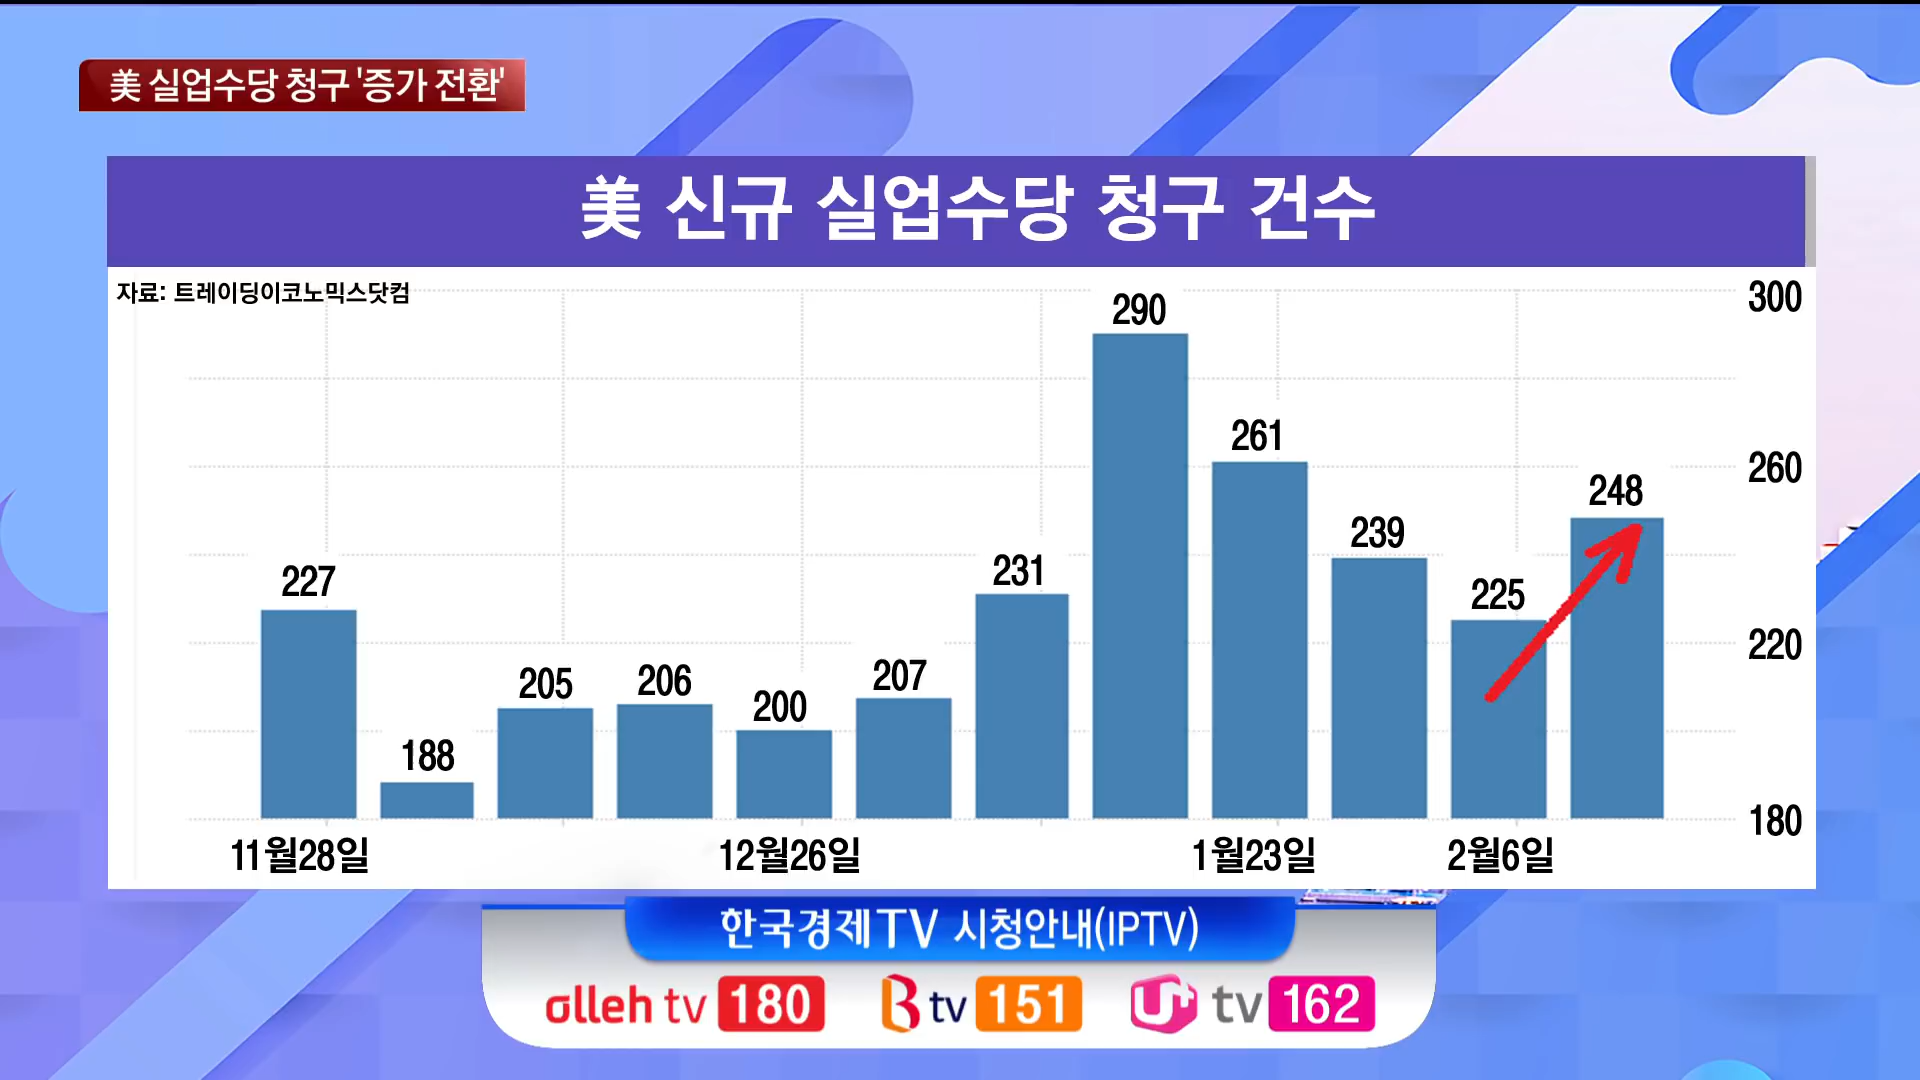 美 실업수당 청구 '증가 전환'
美 신규 실업수당 청구 건수
자료: 트레이딩이코노믹스닷컴
300
260
220
180
227
188
205
206
200
207
231
290
261
239
225
248
11월28일
12월26일
1월23일
2월6일
한국경제TV 시청안내(IPTV)
olleh tv 180
B tv 151
U+ tv 162